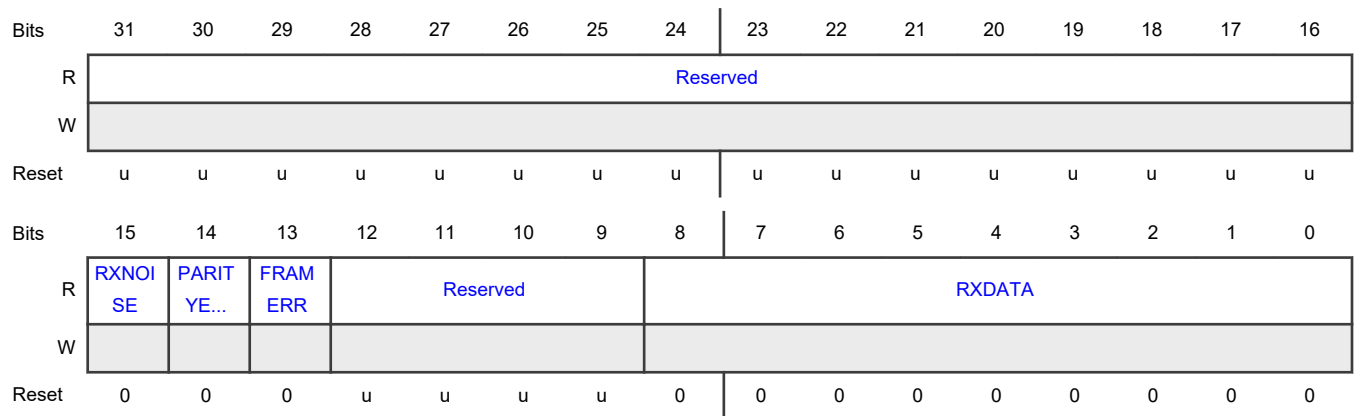 Bits 31 30 29 28 27 26 25 24 23 22 21 20 19 18 17 16
R Reserved
W
Reset u u u u u u u u u u u u u u u u
Bits 15 14 13 12 11 10 9 8 7 6 5 4 3 2 1 0
R RXNOI SE PARIT YE... FRAM ERR Reserved RXDATA
W
Reset 0 0 0 u u u u 0 0 0 0 0 0 0 0 0